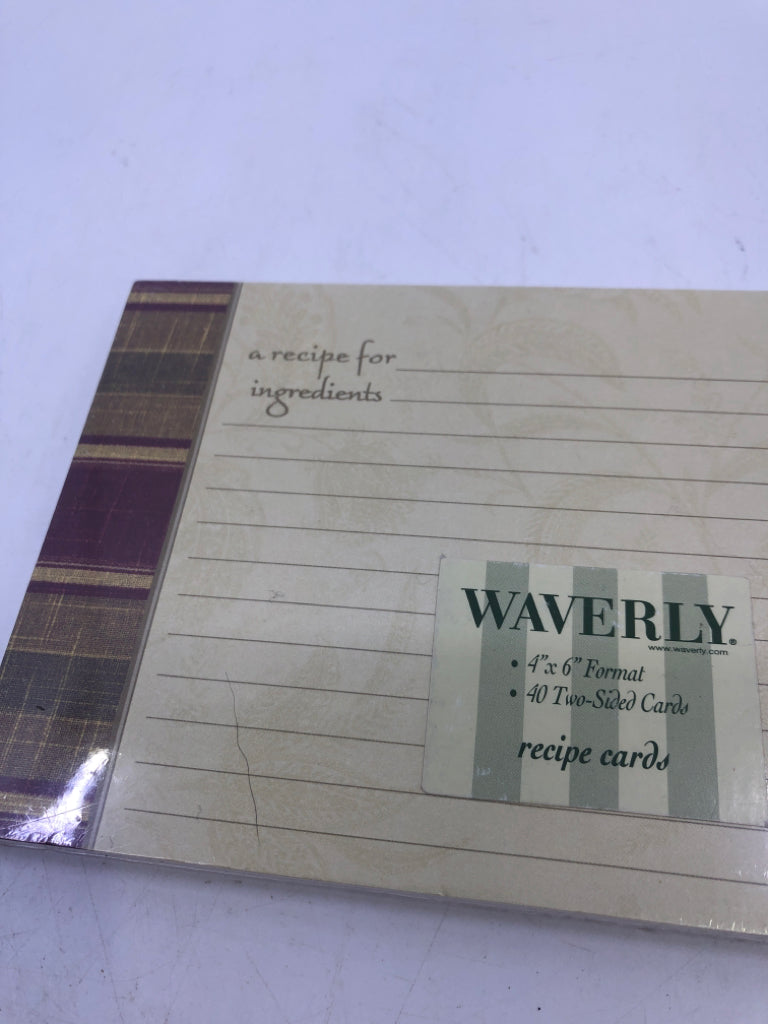 a recipe for
ingredients
WAVERLY®
www.waverly.com
• 4"x 6" Format
• 40 Two-Sided Cards
recipe cards